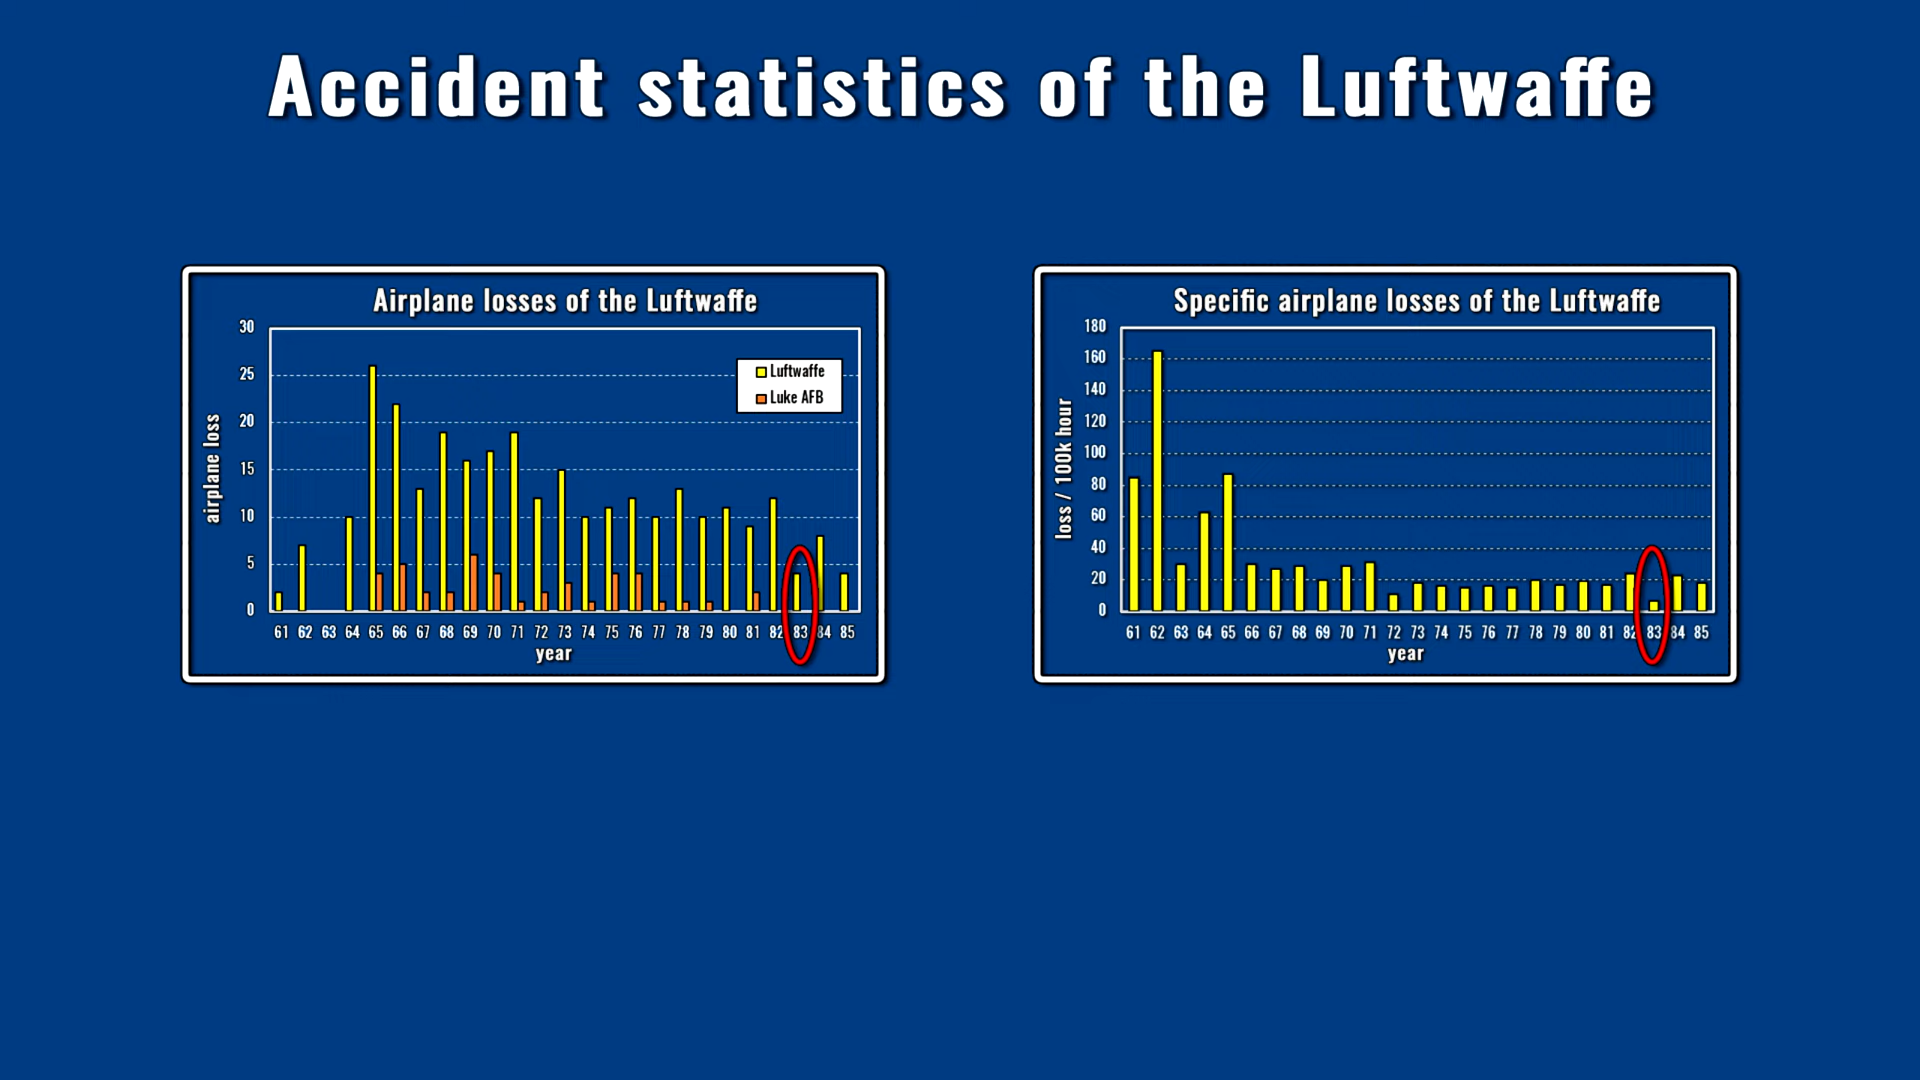 Accident statistics of the Luftwaffe
Airplane losses of the Luftwaffe
30
25
20
15
10
5
0
airplane loss
Luftwaffe
Luke AFB
61 62 63 64 65 66 67 68 69 70 71 72 73 74 75 76 77 78 79 80 81 82 83 84 85
year
Specific airplane losses of the Luftwaffe
180
160
140
120
100
80
60
40
20
0
loss / 100k hour
61 62 63 64 65 66 67 68 69 70 71 72 73 74 75 76 77 78 79 80 81 82 83 84 85
year